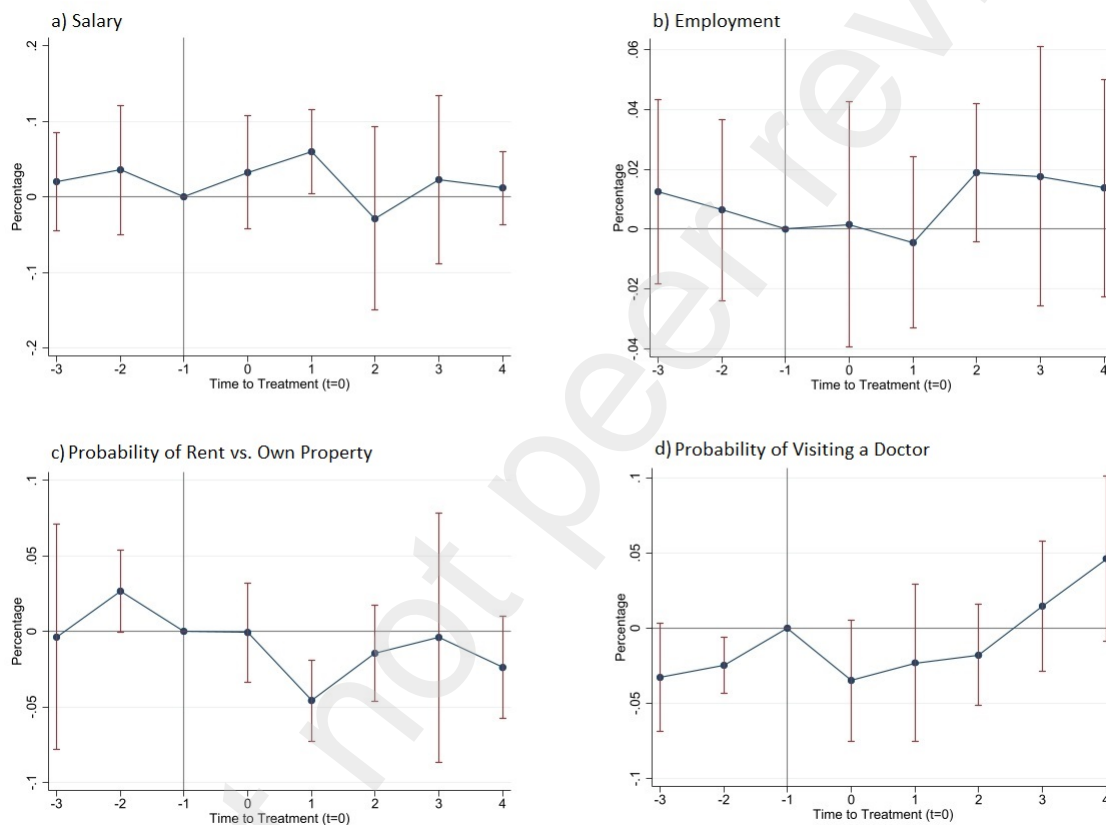 a) Salary
.2
.1
0
-.1
-.2
Percentage
-3 -2 -1 0 1 2 3 4
Time to Treatment (t=0)
b) Employment
.06
.04
.02
0
-.02
-.04
Percentage
-3 -2 -1 0 1 2 3 4
Time to Treatment (t=0)
c) Probability of Rent vs. Own Property
.1
.05
0
-.05
-.1
Percentage
-3 -2 -1 0 1 2 3 4
Time to Treatment (t=0)
d) Probability of Visiting a Doctor
.1
.05
0
-.05
-.1
Percentage
-3 -2 -1 0 1 2 3 4
Time to Treatment (t=0)
not peer rev